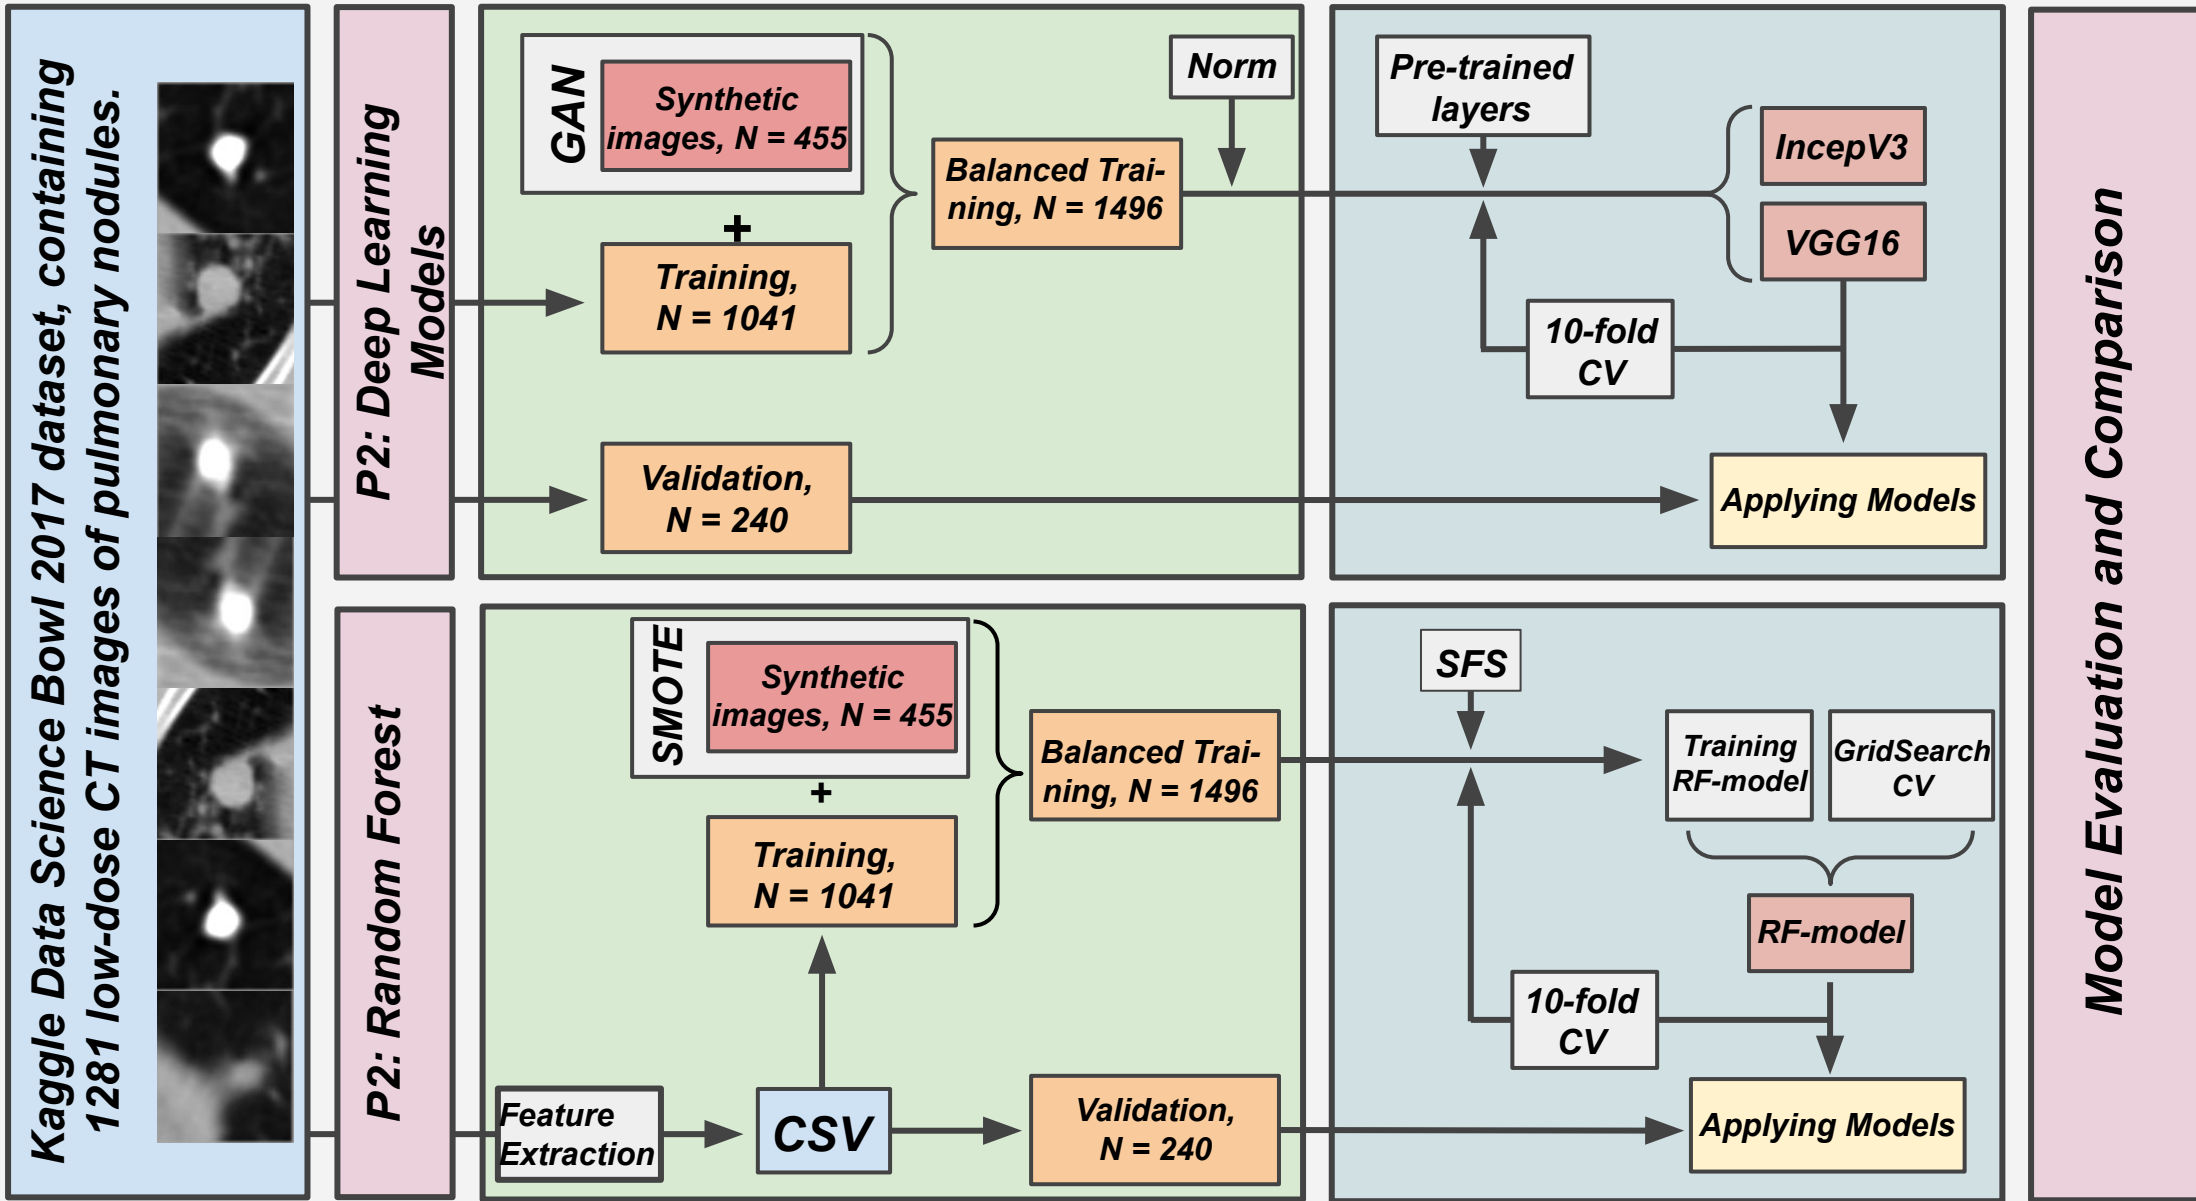 Kaggle Data Science Bowl 2017 dataset, containing
1281 low-dose CT images of pulmonary nodules.
P2: Deep Learning
Models
GAN
Synthetic
images, N = 455
+
Training,
N = 1041
Balanced Trai-
ning, N = 1496
Norm
Validation,
N = 240
Pre-trained
layers
IncepV3
VGG16
10-fold
CV
Applying Models
P2: Random Forest
SMOTE
Synthetic
images, N = 455
+
Training,
N = 1041
Balanced Trai-
ning, N = 1496
Feature
Extraction
CSV
Validation,
N = 240
SFS
Training
RF-model
GridSearch
CV
RF-model
10-fold
CV
Applying Models
Model Evaluation and Comparison